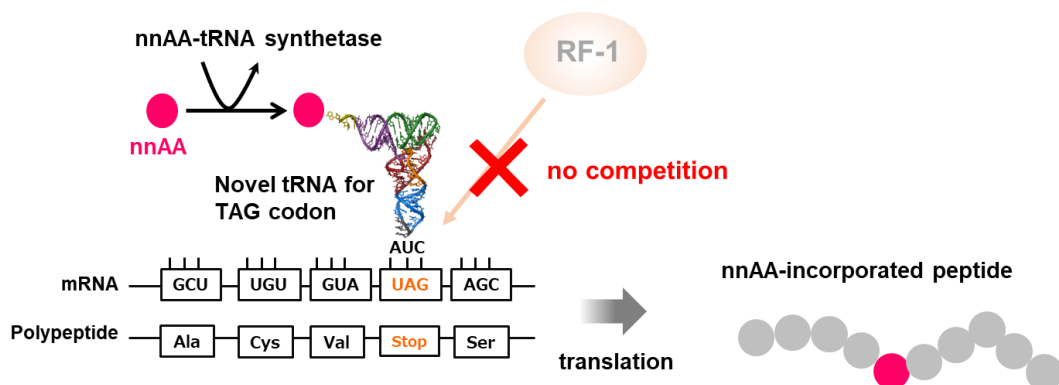 nnAA-tRNA synthetase
RF-1
nnAA
Novel tRNA for
TAG codon
no competition
AUC
mRNA GCU UGU GUA UAG AGC
Polypeptide Ala Cys Val Stop Ser
translation
nnAA-incorporated peptide